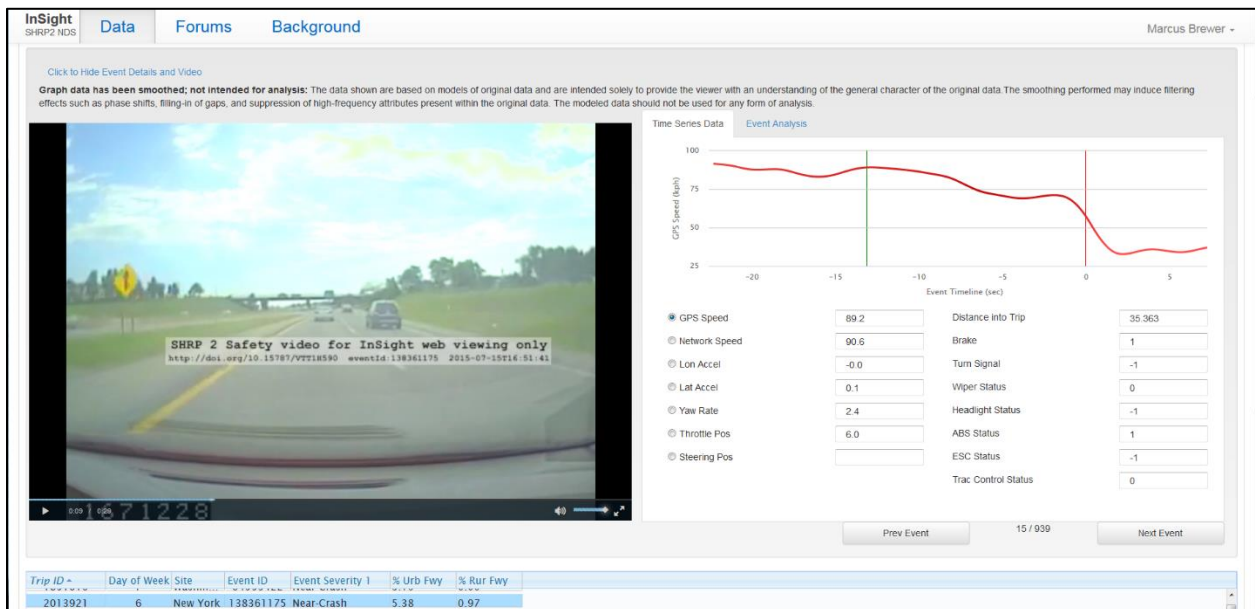 InSight
SHRP2 NDS
Data
Forums
Background
Marcus Brewer
Click to Hide Event Details and Video
Graph data has been smoothed; not intended for analysis: The data shown are based on models of original data and are intended solely to provide the viewer with an understanding of the general character of the original data.The smoothing performed may induce filtering
effects such as phase shifts, filling-in of gaps, and suppression of high-frequency attributes present within the original data. The modeled data should not be used for any form of analysis.
SHRP 2 Safety video for InSight web viewing only
http://doi.org/10.15787/VTT1H590 eventId:138361175 2015-07-15T16:51:41
0:09 / 0:29
1671228
Time Series Data
Event Analysis
GPS Speed (kph)
100
75
50
25
-20
-15
-10
-5
0
5
Event Timeline (sec)
GPS Speed 89.2 Distance into Trip 35.363
Network Speed 90.6 Brake 1
Lon Accel -0.0 Turn Signal -1
Lat Accel 0.1 Wiper Status 0
Yaw Rate 2.4 Headlight Status -1
Throttle Pos 6.0 ABS Status 1
Steering Pos ESC Status -1
Trac Control Status 0
Prev Event 15 / 939 Next Event
Trip ID Day of Week Site Event ID Event Severity 1 % Urb Fwy % Rur Fwy
2013921 6 New York 138361175 Near-Crash 5.38 0.97